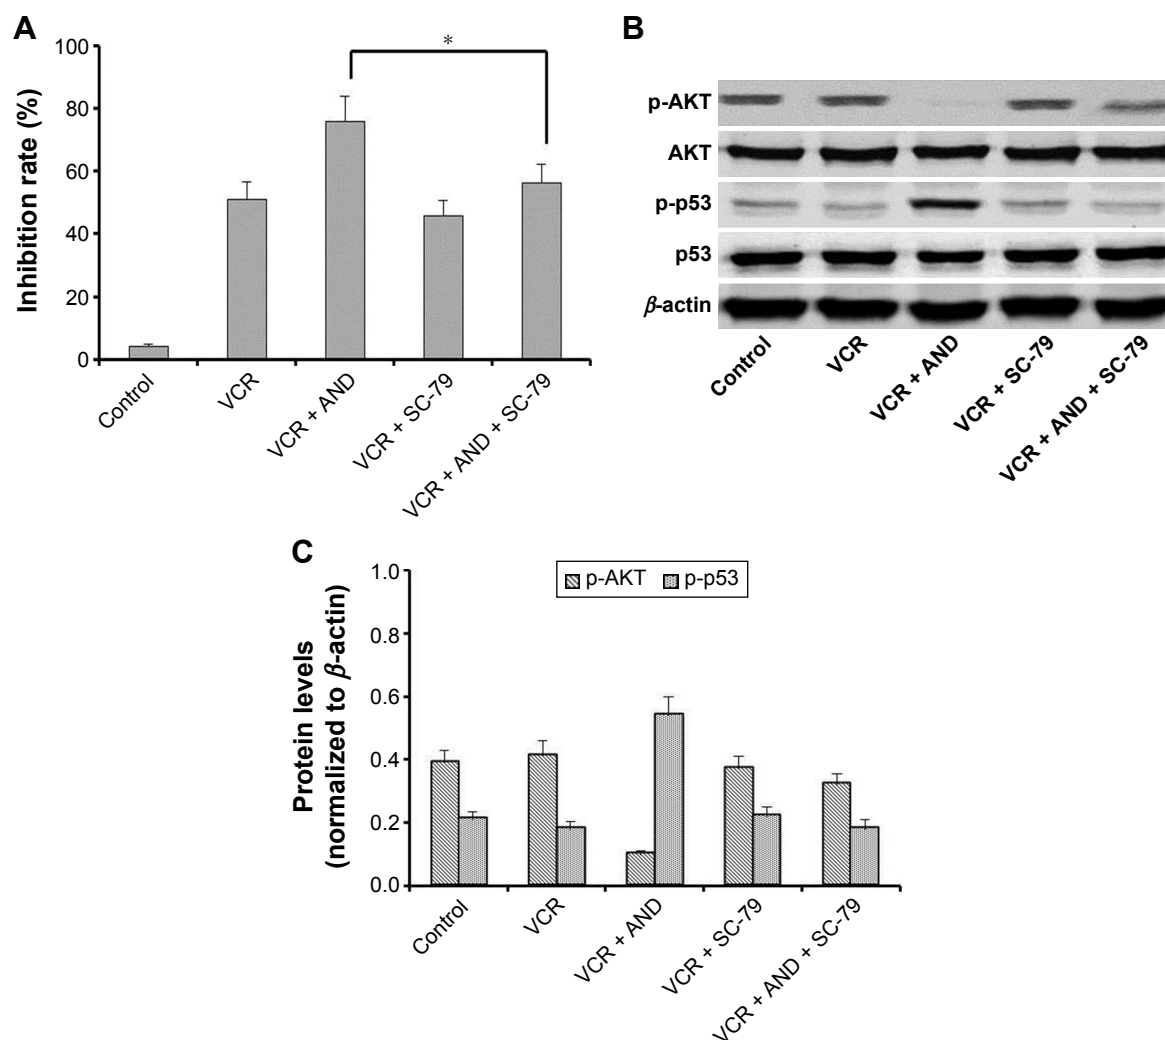 A
Inhibition rate (%)
100
80
60
40
20
0
*
Control
VCR
VCR + AND
VCR + SC-79
VCR + AND + SC-79
B
p-AKT
AKT
p-p53
p53
β-actin
Control
VCR
VCR + AND
VCR + SC-79
VCR + AND + SC-79
C
Protein levels
(normalized to β-actin)
1.0
0.8
0.6
0.4
0.2
0.0
p-AKT p-p53
Control
VCR
VCR + AND
VCR + SC-79
VCR + AND + SC-79